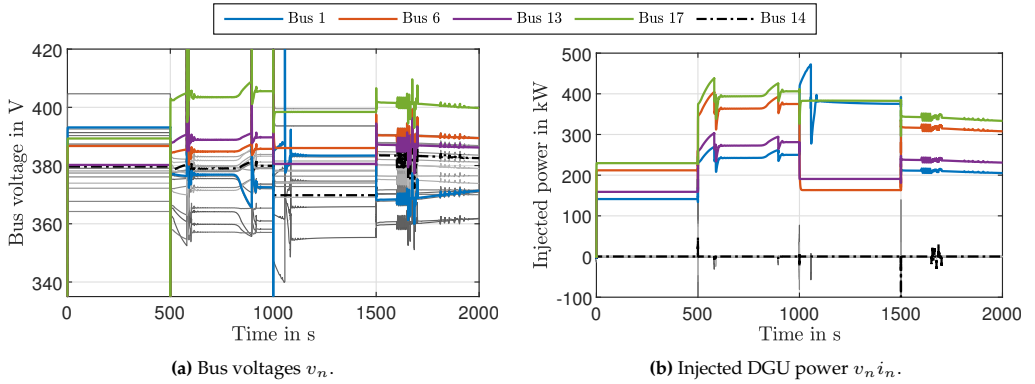 Bus 1 Bus 6 Bus 13 Bus 17 Bus 14
Bus voltage in V
420
400
380
360
340
0 500 1000 1500 2000
Time in s
(a) Bus voltages vₙ.
Injected power in kW
500
400
300
200
100
0
-100
0 500 1000 1500 2000
Time in s
(b) Injected DGU power vₙiₙ.